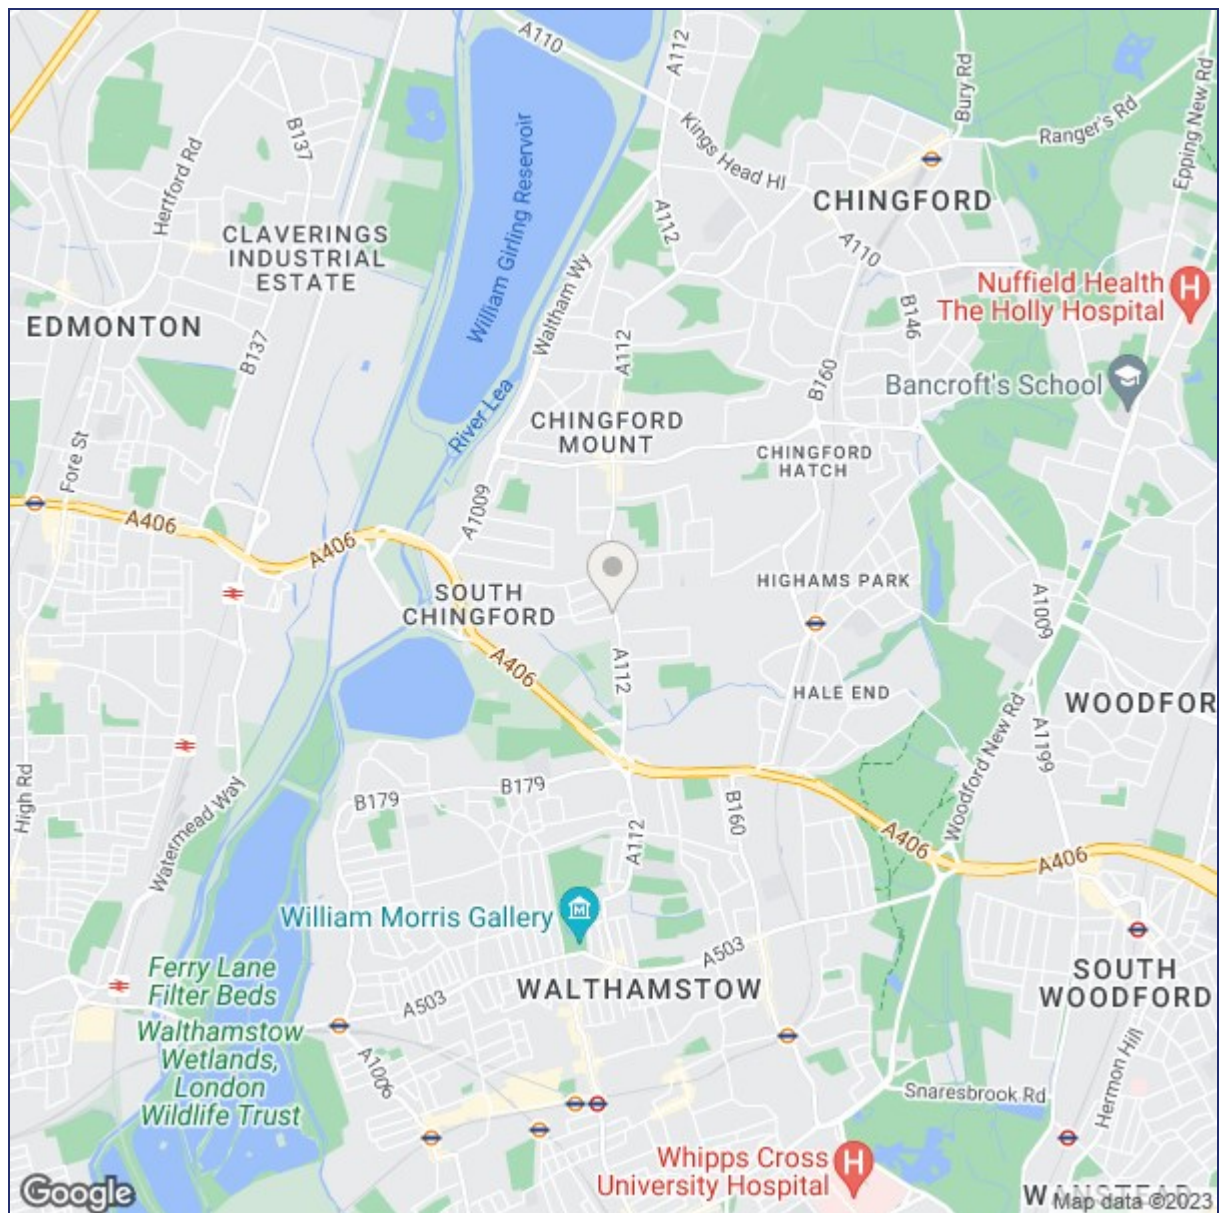 A110
A112
Bury Rd
Ranger's Rd
Epping New Rd
B137
Hertford Rd
Kings Head Hl
William Girling Reservoir
CHINGFORD
A112
CLAVERINGS
INDUSTRIAL
ESTATE
A110
Waltham Wy
Nuffield Health
The Holly Hospital
H
B146
EDMONTON
B137
A112
B160
Bancroft's School
River Lea
CHINGFORD
MOUNT
Fore St
CHINGFORD
HATCH
A1009
A406
A406
HIGHAMS PARK
SOUTH
CHINGFORD
A1009
A406
A112
HALE END
WOODFOR
Woodford New Rd
A1199
High Rd
Watermead Way
B179
B179
B160
A112
A406
A406
William Morris Gallery
M
A503
Ferry Lane
Filter Beds
WALTHAMSTOW
SOUTH
WOODFORD
A503
Walthamstow
Wetlands,
London
Wildlife Trust
A1006
Hermon Hill
Snaresbrook Rd
Whipps Cross
University Hospital
H
Google
WANSTEAD
Map data ©2023